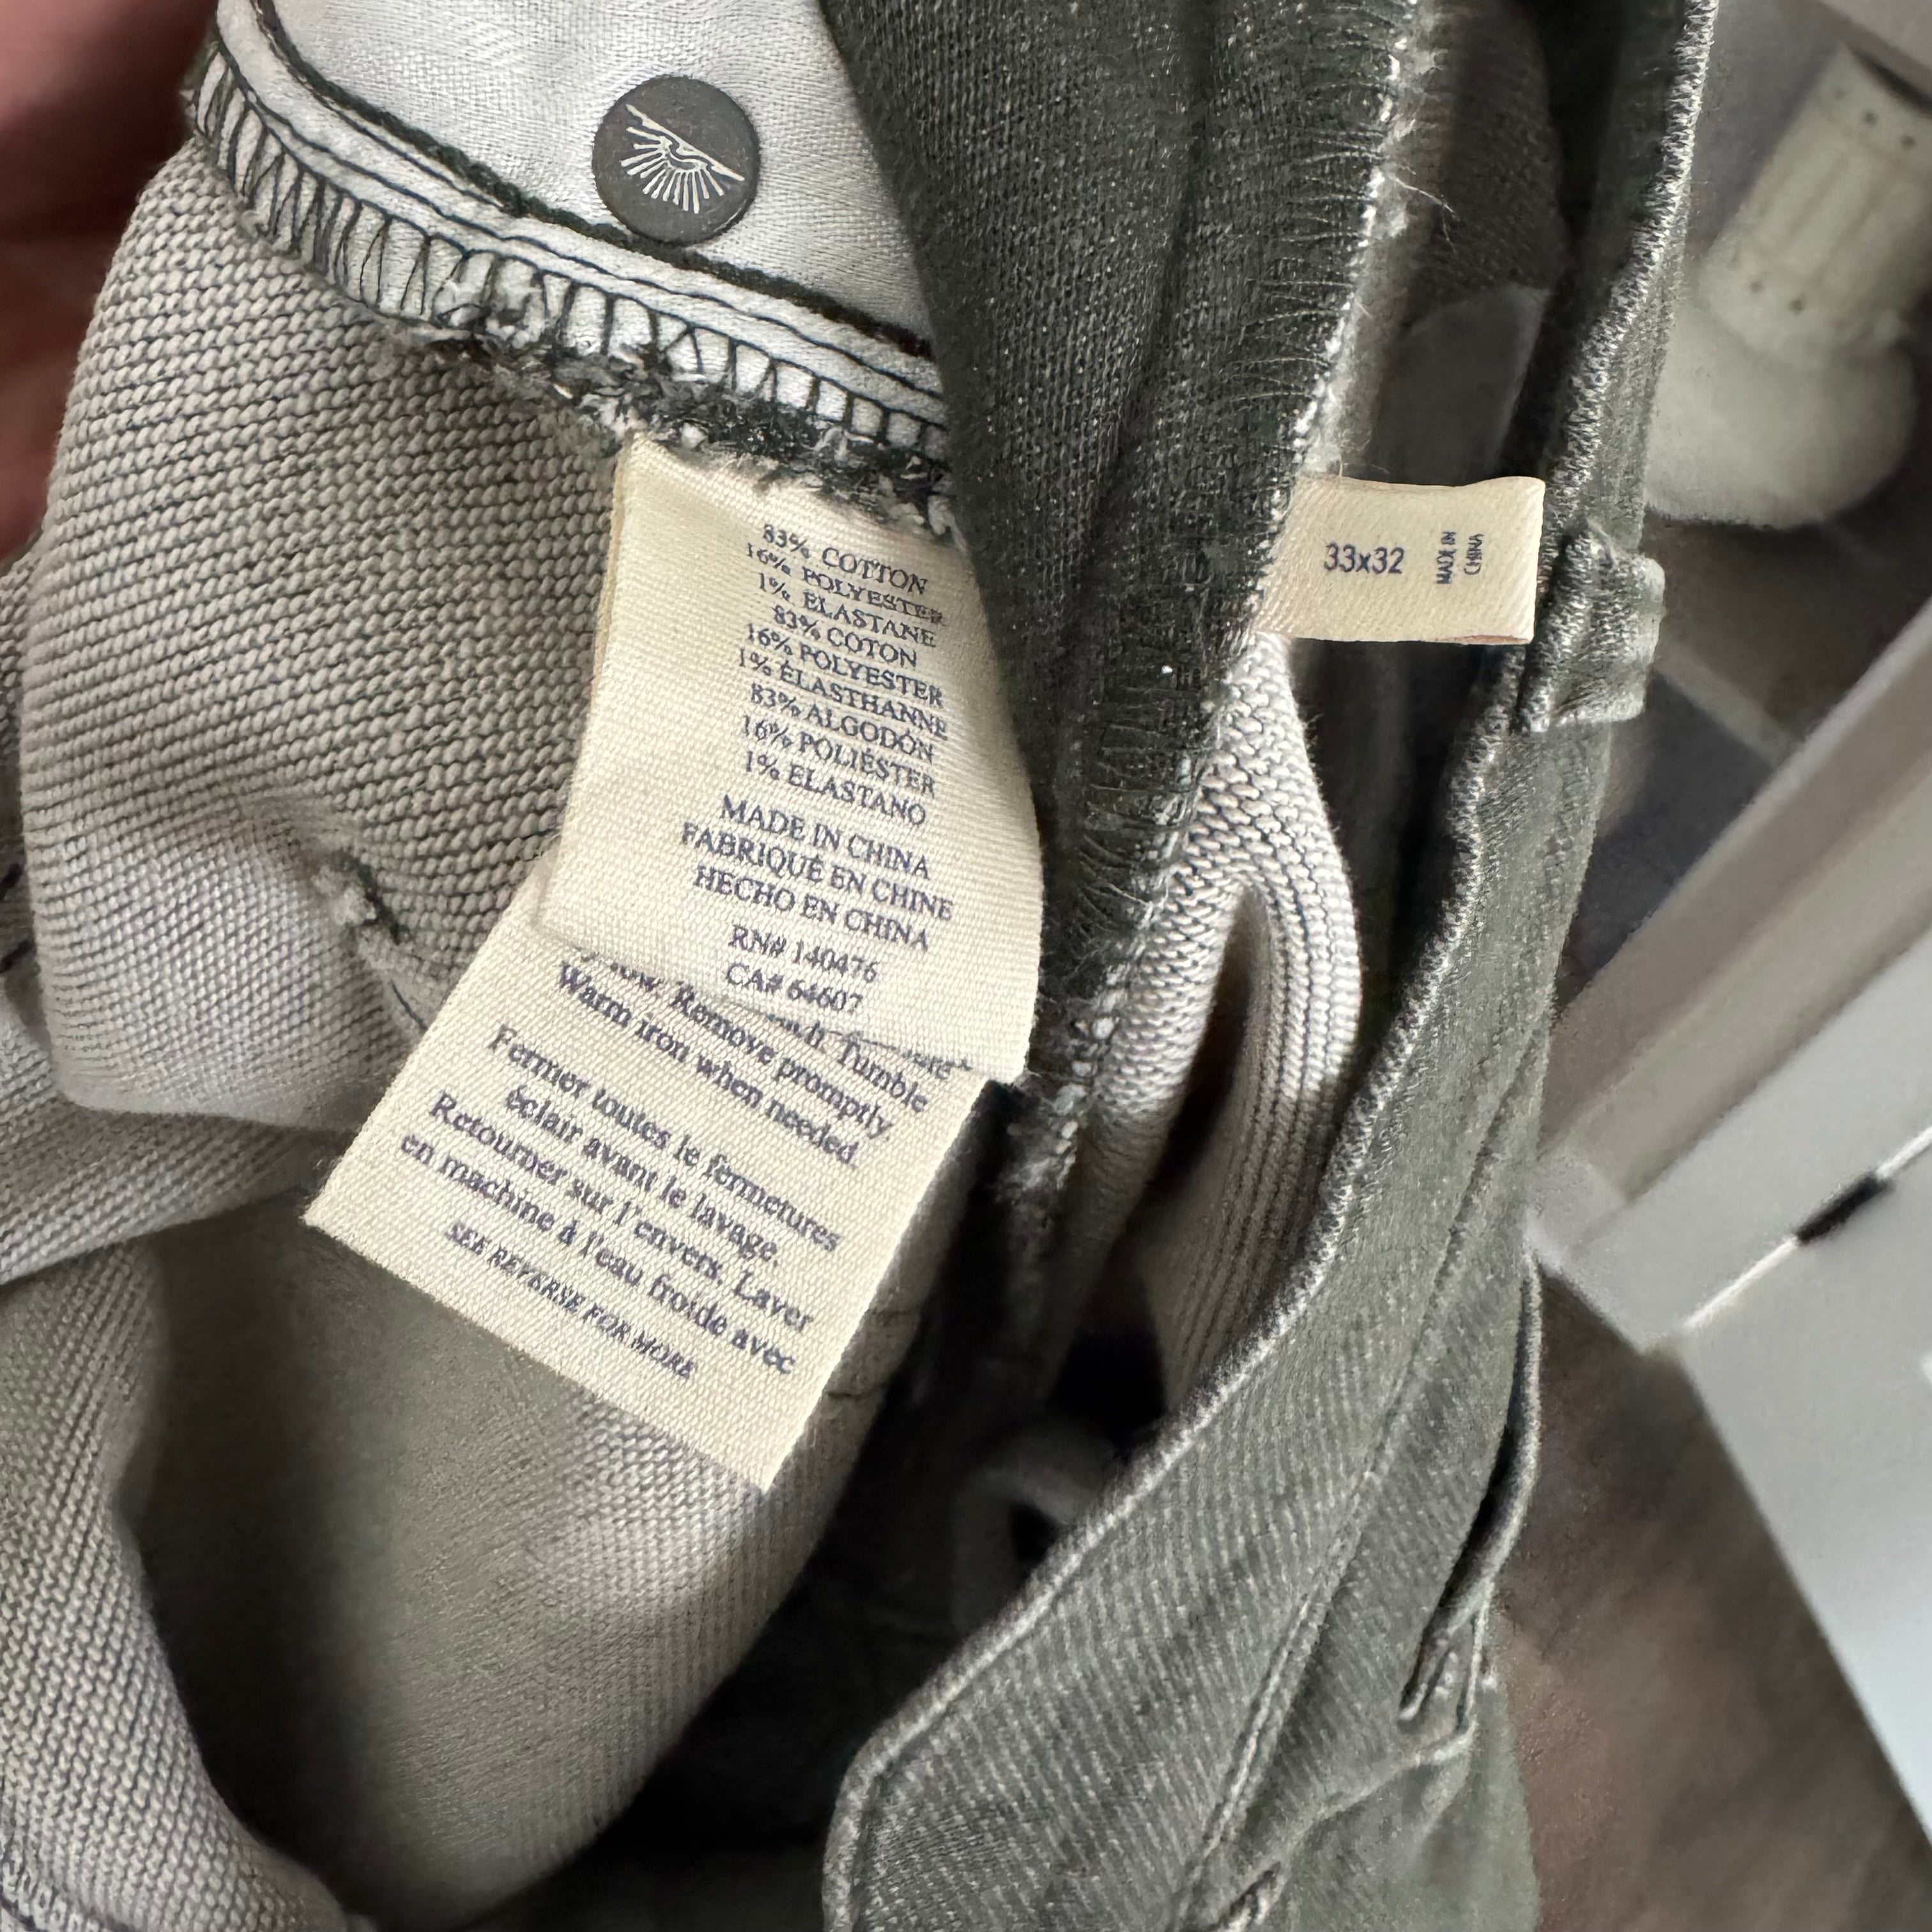 83% COTTON
16% POLYESTER
1% ELASTANE
83% COTON
16% POLYESTER
1% ÉLASTHANNE
83% ALGODÓN
16% POLIÉSTER
1% ELASTANO
MADE IN CHINA
FABRIQUÉ EN CHINE
HECHO EN CHINA
RN# 140476
CA# 64607
Tumble
low. Remove promptly.
Warm iron when needed.
Fermer toutes le fermetures
éclair avant le lavage.
Retourner sur l'envers. Laver
en machine à l'eau froide avec
SEE REVERSE FOR MORE
33x32
MADE IN
CHINA